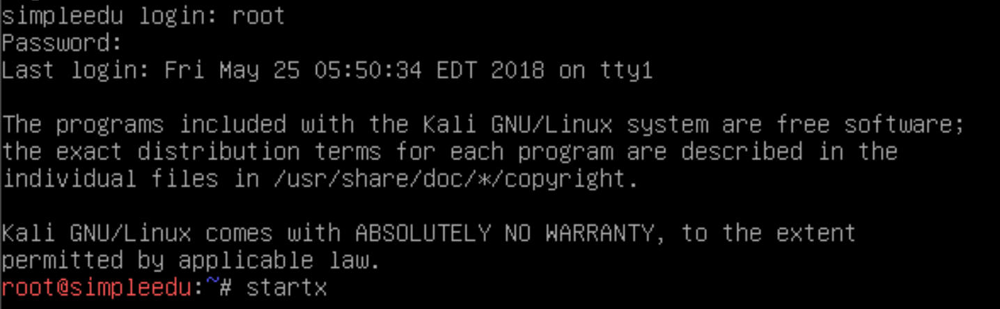 simpleedu login: root
Password:
Last login: Fri May 25 05:50:34 EDT 2018 on tty1
The programs included with the Kali GNU/Linux system are free software;
the exact distribution terms for each program are described in the
individual files in /usr/share/doc/*/copyright.
Kali GNU/Linux comes with ABSOLUTELY NO WARRANTY, to the extent
permitted by applicable law.
root@simpleedu:~# startx